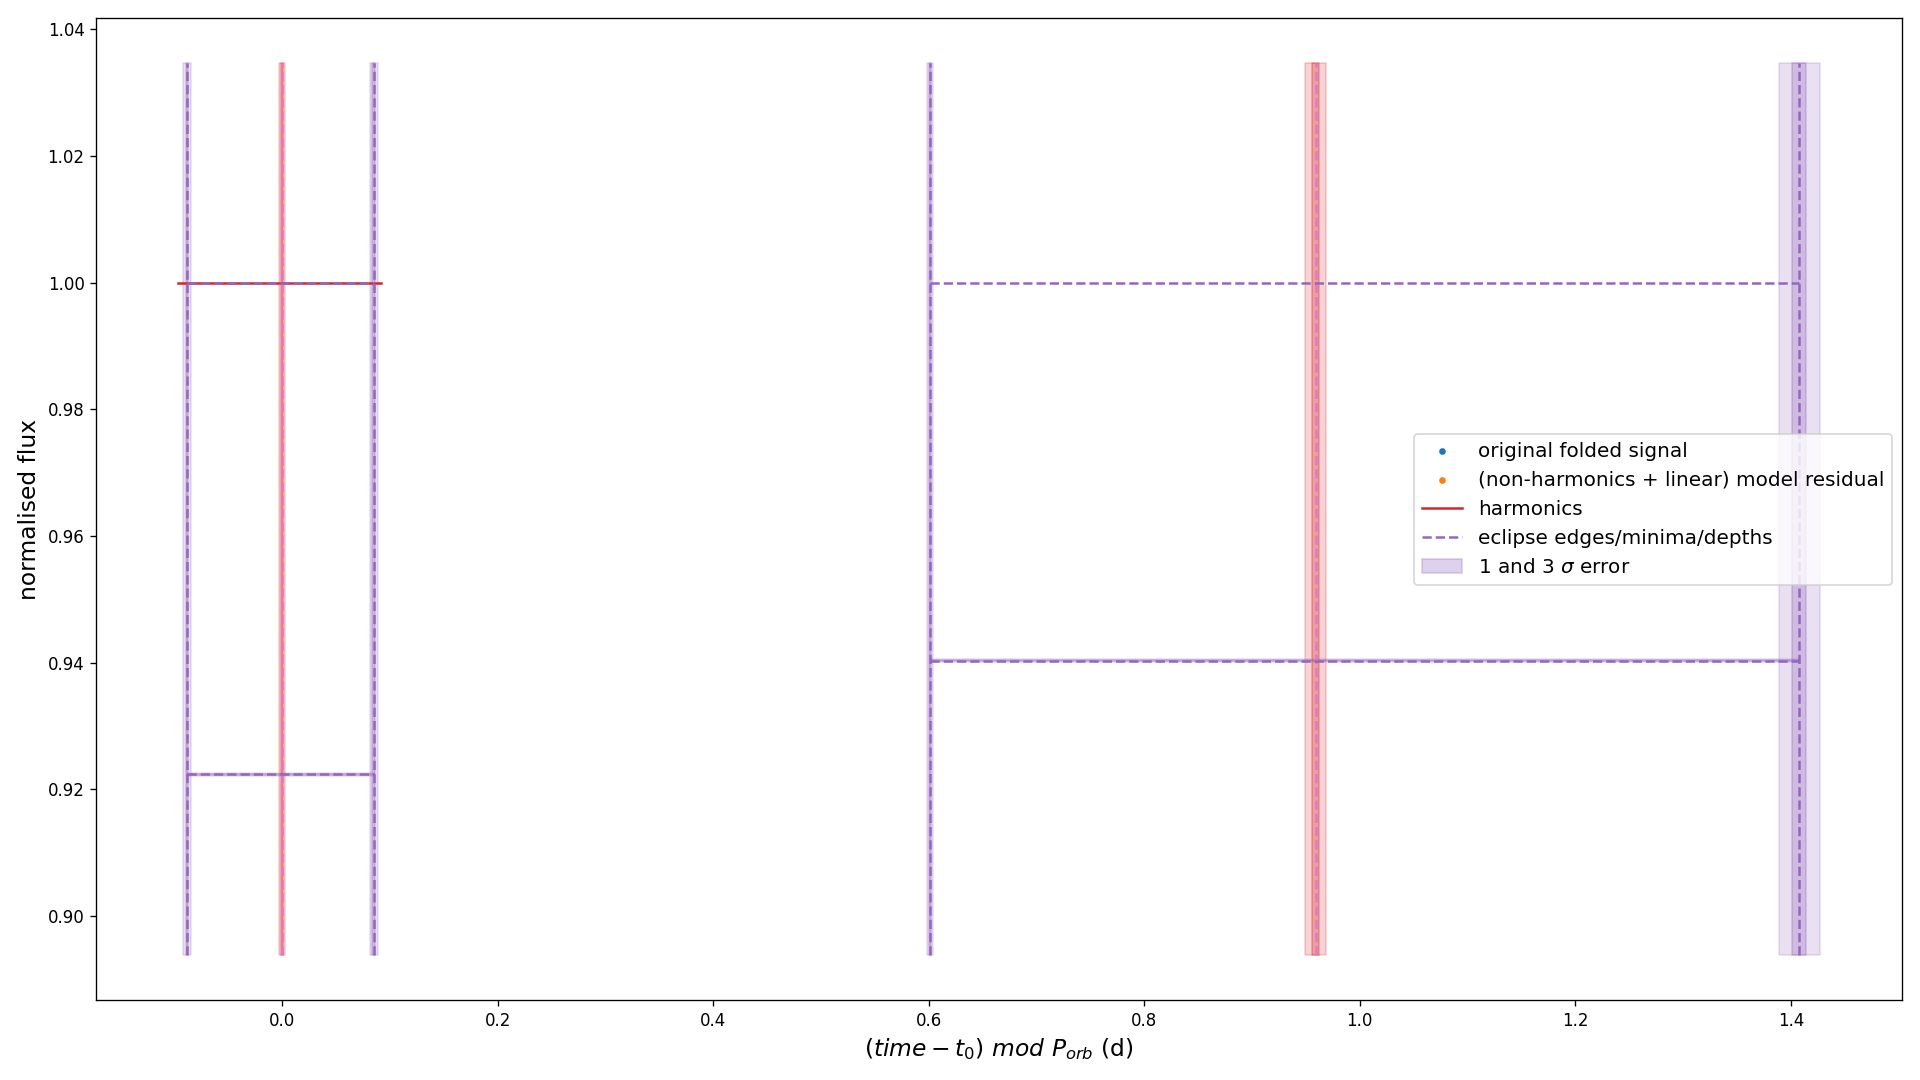 1.04
1.02
1.00
0.98
0.96
0.94
0.92
0.90
normalised flux
original folded signal
(non-harmonics + linear) model residual
harmonics
eclipse edges/minima/depths
1 and 3 σ error
0.0 0.2 0.4 0.6 0.8 1.0 1.2 1.4
(time − t₀) mod Pₒᵣᵦ (d)